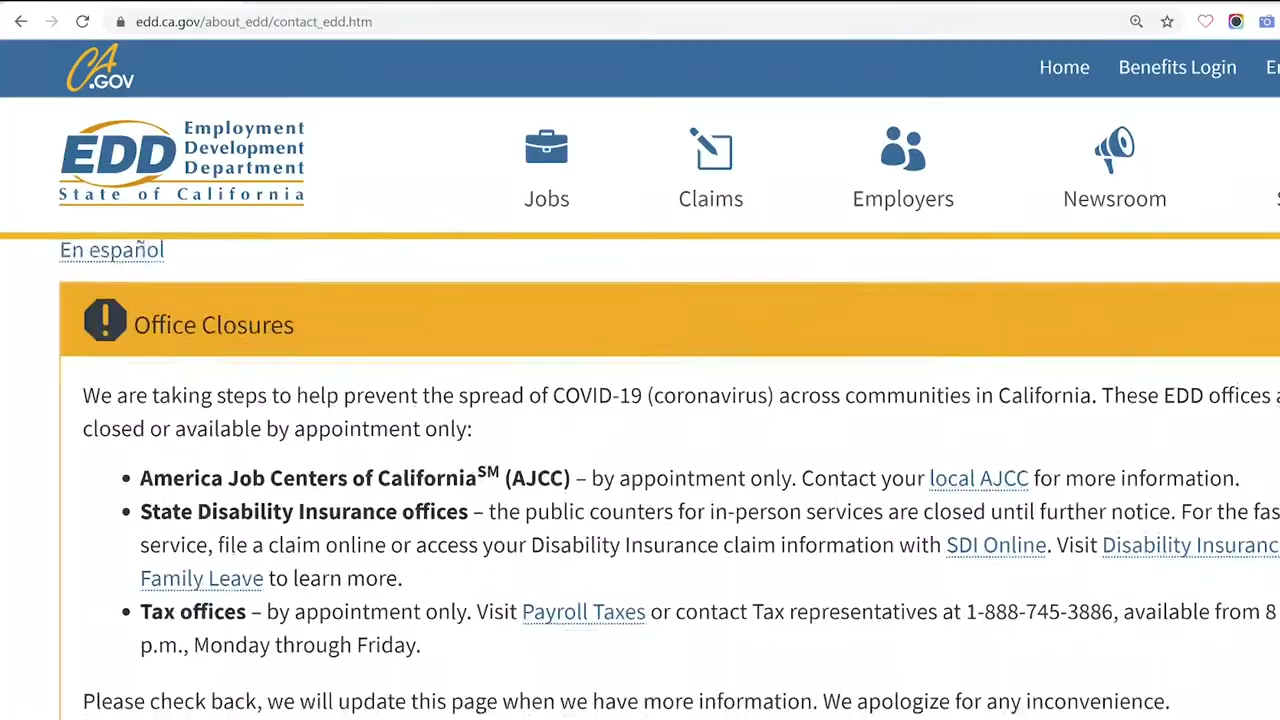 edd.ca.gov/about_edd/contact_edd.htm
CA
.GOV
Home Benefits Login
EDD Employment
Development
Department
State of California
Jobs Claims Employers Newsroom
En español
Office Closures
We are taking steps to help prevent the spread of COVID-19 (coronavirus) across communities in California. These EDD offices
closed or available by appointment only:
• America Job Centers of CaliforniaSM (AJCC) – by appointment only. Contact your local AJCC for more information.
• State Disability Insurance offices – the public counters for in-person services are closed until further notice. For the
service, file a claim online or access your Disability Insurance claim information with SDI Online. Visit Disability
Family Leave to learn more.
• Tax offices – by appointment only. Visit Payroll Taxes or contact Tax representatives at 1-888-745-3886, available from 8
p.m., Monday through Friday.
Please check back, we will update this page when we have more information. We apologize for any inconvenience.